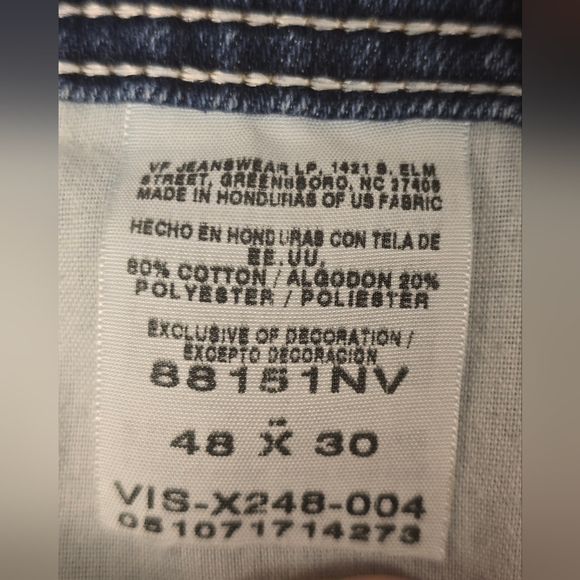 VF JEANSWEAR LP, 1421 S. ELM
STREET, GREENSBORO, NC 27408
MADE IN HONDURAS OF US FABRIC
HECHO EN HONDURAS CON TELA DE
EE.UU.
80% COTTON / ALGODON 20%
POLYESTER / POLIESTER
EXCLUSIVE OF DECORATION /
EXCEPTO DECORACION
88151NV
48 X 30
VIS-X248-004
051071714273